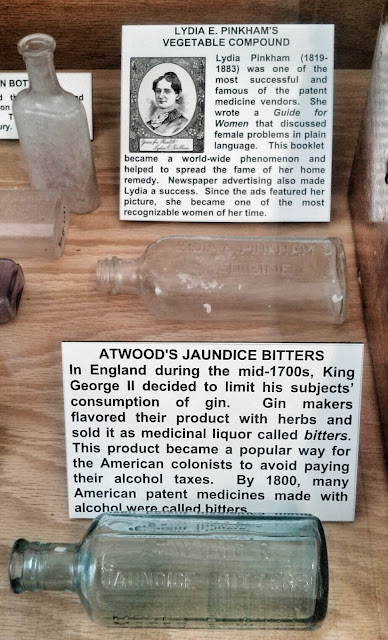 LYDIA E. PINKHAM'S
VEGETABLE COMPOUND
Lydia Pinkham (1819-
1883) was one of the
most successful and
famous of the patent
medicine vendors. She
wrote a Guide for
Women that discussed
female problems in plain
language. This booklet
became a world-wide phenomenon and
helped to spread the fame of her home
remedy. Newspaper advertising also made
Lydia a success. Since the ads featured her
picture, she became one of the most
recognizable women of her time.
PINKHAM'S
MEDICINE
ATWOOD'S JAUNDICE BITTERS
In England during the mid-1700s, King
George II decided to limit his subjects'
consumption of gin. Gin makers
flavored their product with herbs and
sold it as medicinal liquor called bitters.
This product became a popular way for
the American colonists to avoid paying
their alcohol taxes. By 1800, many
American patent medicines made with
alcohol were called bitters.
JAUNDICE BITTERS